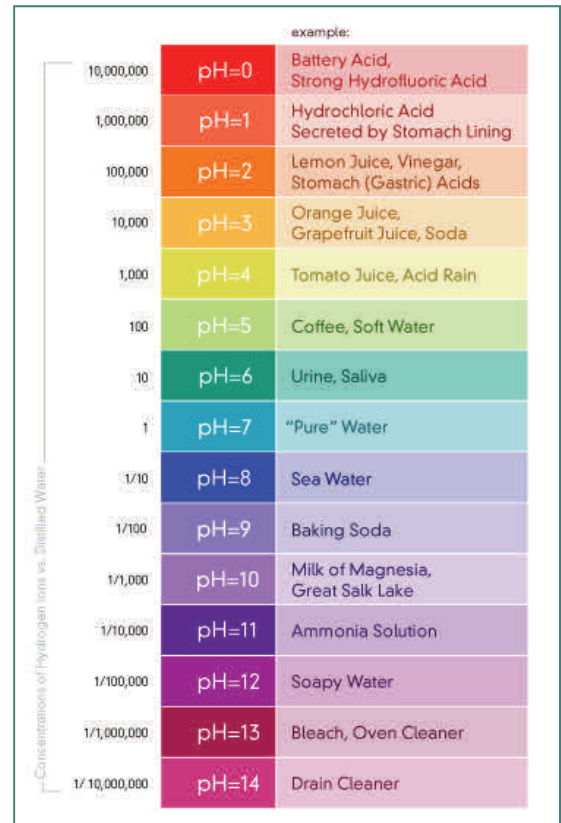 example:
10,000,000 pH=0 Battery Acid,
Strong Hydrofluoric Acid
1,000,000 pH=1 Hydrochloric Acid
Secreted by Stomach Lining
100,000 pH=2 Lemon Juice, Vinegar,
Stomach (Gastric) Acids
10,000 pH=3 Orange Juice,
Grapefruit Juice, Soda
1,000 pH=4 Tomato Juice, Acid Rain
100 pH=5 Coffee, Soft Water
10 pH=6 Urine, Saliva
1 pH=7 "Pure" Water
1/10 pH=8 Sea Water
1/100 pH=9 Baking Soda
1/1,000 pH=10 Milk of Magnesia,
Great Salk Lake
1/10,000 pH=11 Ammonia Solution
1/100,000 pH=12 Soapy Water
1/1,000,000 pH=13 Bleach, Oven Cleaner
1/ 10,000,000 pH=14 Drain Cleaner
Concentrations of Hydrogen Ions vs. Distilled Water